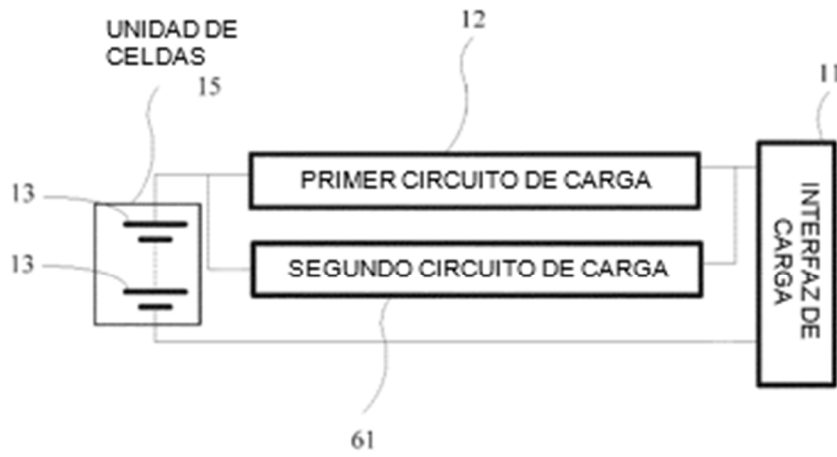 UNIDAD DE
CELDAS
15
12
11
13
PRIMER CIRCUITO DE CARGA
13
SEGUNDO CIRCUITO DE CARGA
INTERFAZ DE
CARGA
61